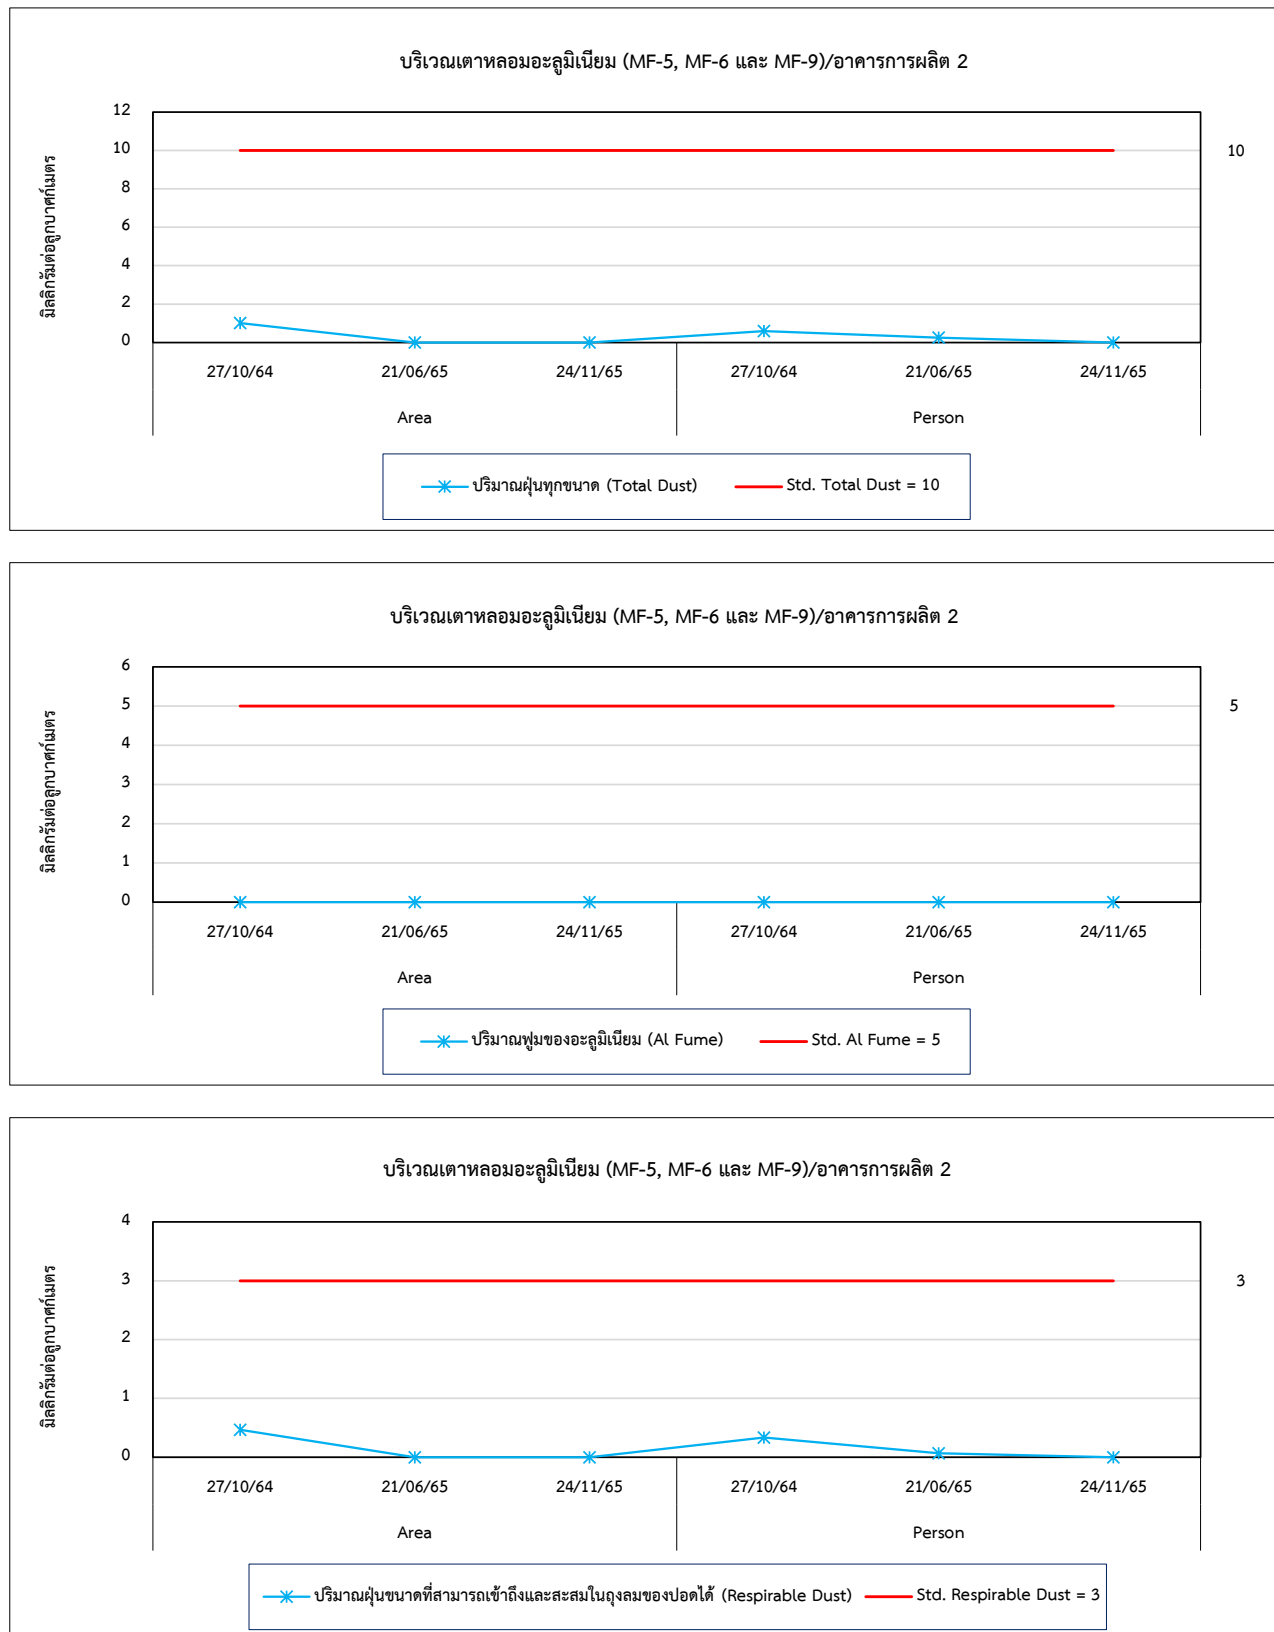 บริเวณเตาหลอมอะลูมิเนียม (MF-5, MF-6 และ MF-9)/อาคารการผลิต 2
มิลลิกรัมต่อลูกบาศก์เมตร
12
10
8
6
4
2
0
10
27/10/64 21/06/65 24/11/65 27/10/64 21/06/65 24/11/65
Area Person
ปริมาณฝุ่นทุกขนาด (Total Dust) Std. Total Dust = 10
บริเวณเตาหลอมอะลูมิเนียม (MF-5, MF-6 และ MF-9)/อาคารการผลิต 2
มิลลิกรัมต่อลูกบาศก์เมตร
6
5
4
3
2
1
0
5
27/10/64 21/06/65 24/11/65 27/10/64 21/06/65 24/11/65
Area Person
ปริมาณฟูมของอะลูมิเนียม (Al Fume) Std. Al Fume = 5
บริเวณเตาหลอมอะลูมิเนียม (MF-5, MF-6 และ MF-9)/อาคารการผลิต 2
มิลลิกรัมต่อลูกบาศก์เมตร
4
3
2
1
0
3
27/10/64 21/06/65 24/11/65 27/10/64 21/06/65 24/11/65
Area Person
ปริมาณฝุ่นขนาดที่สามารถเข้าถึงและสะสมในถุงลมของปอดได้ (Respirable Dust) Std. Respirable Dust = 3